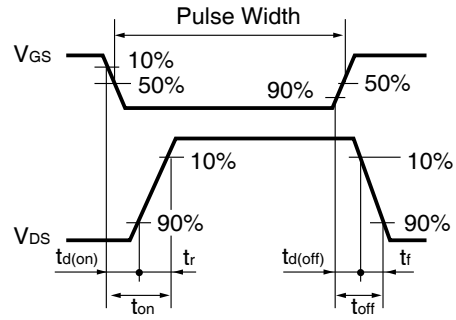 Pulse Width
VGS
10%
50%
90%
50%
10%
10%
90%
90%
VDS
td(on)
tr
td(off)
tf
ton
toff